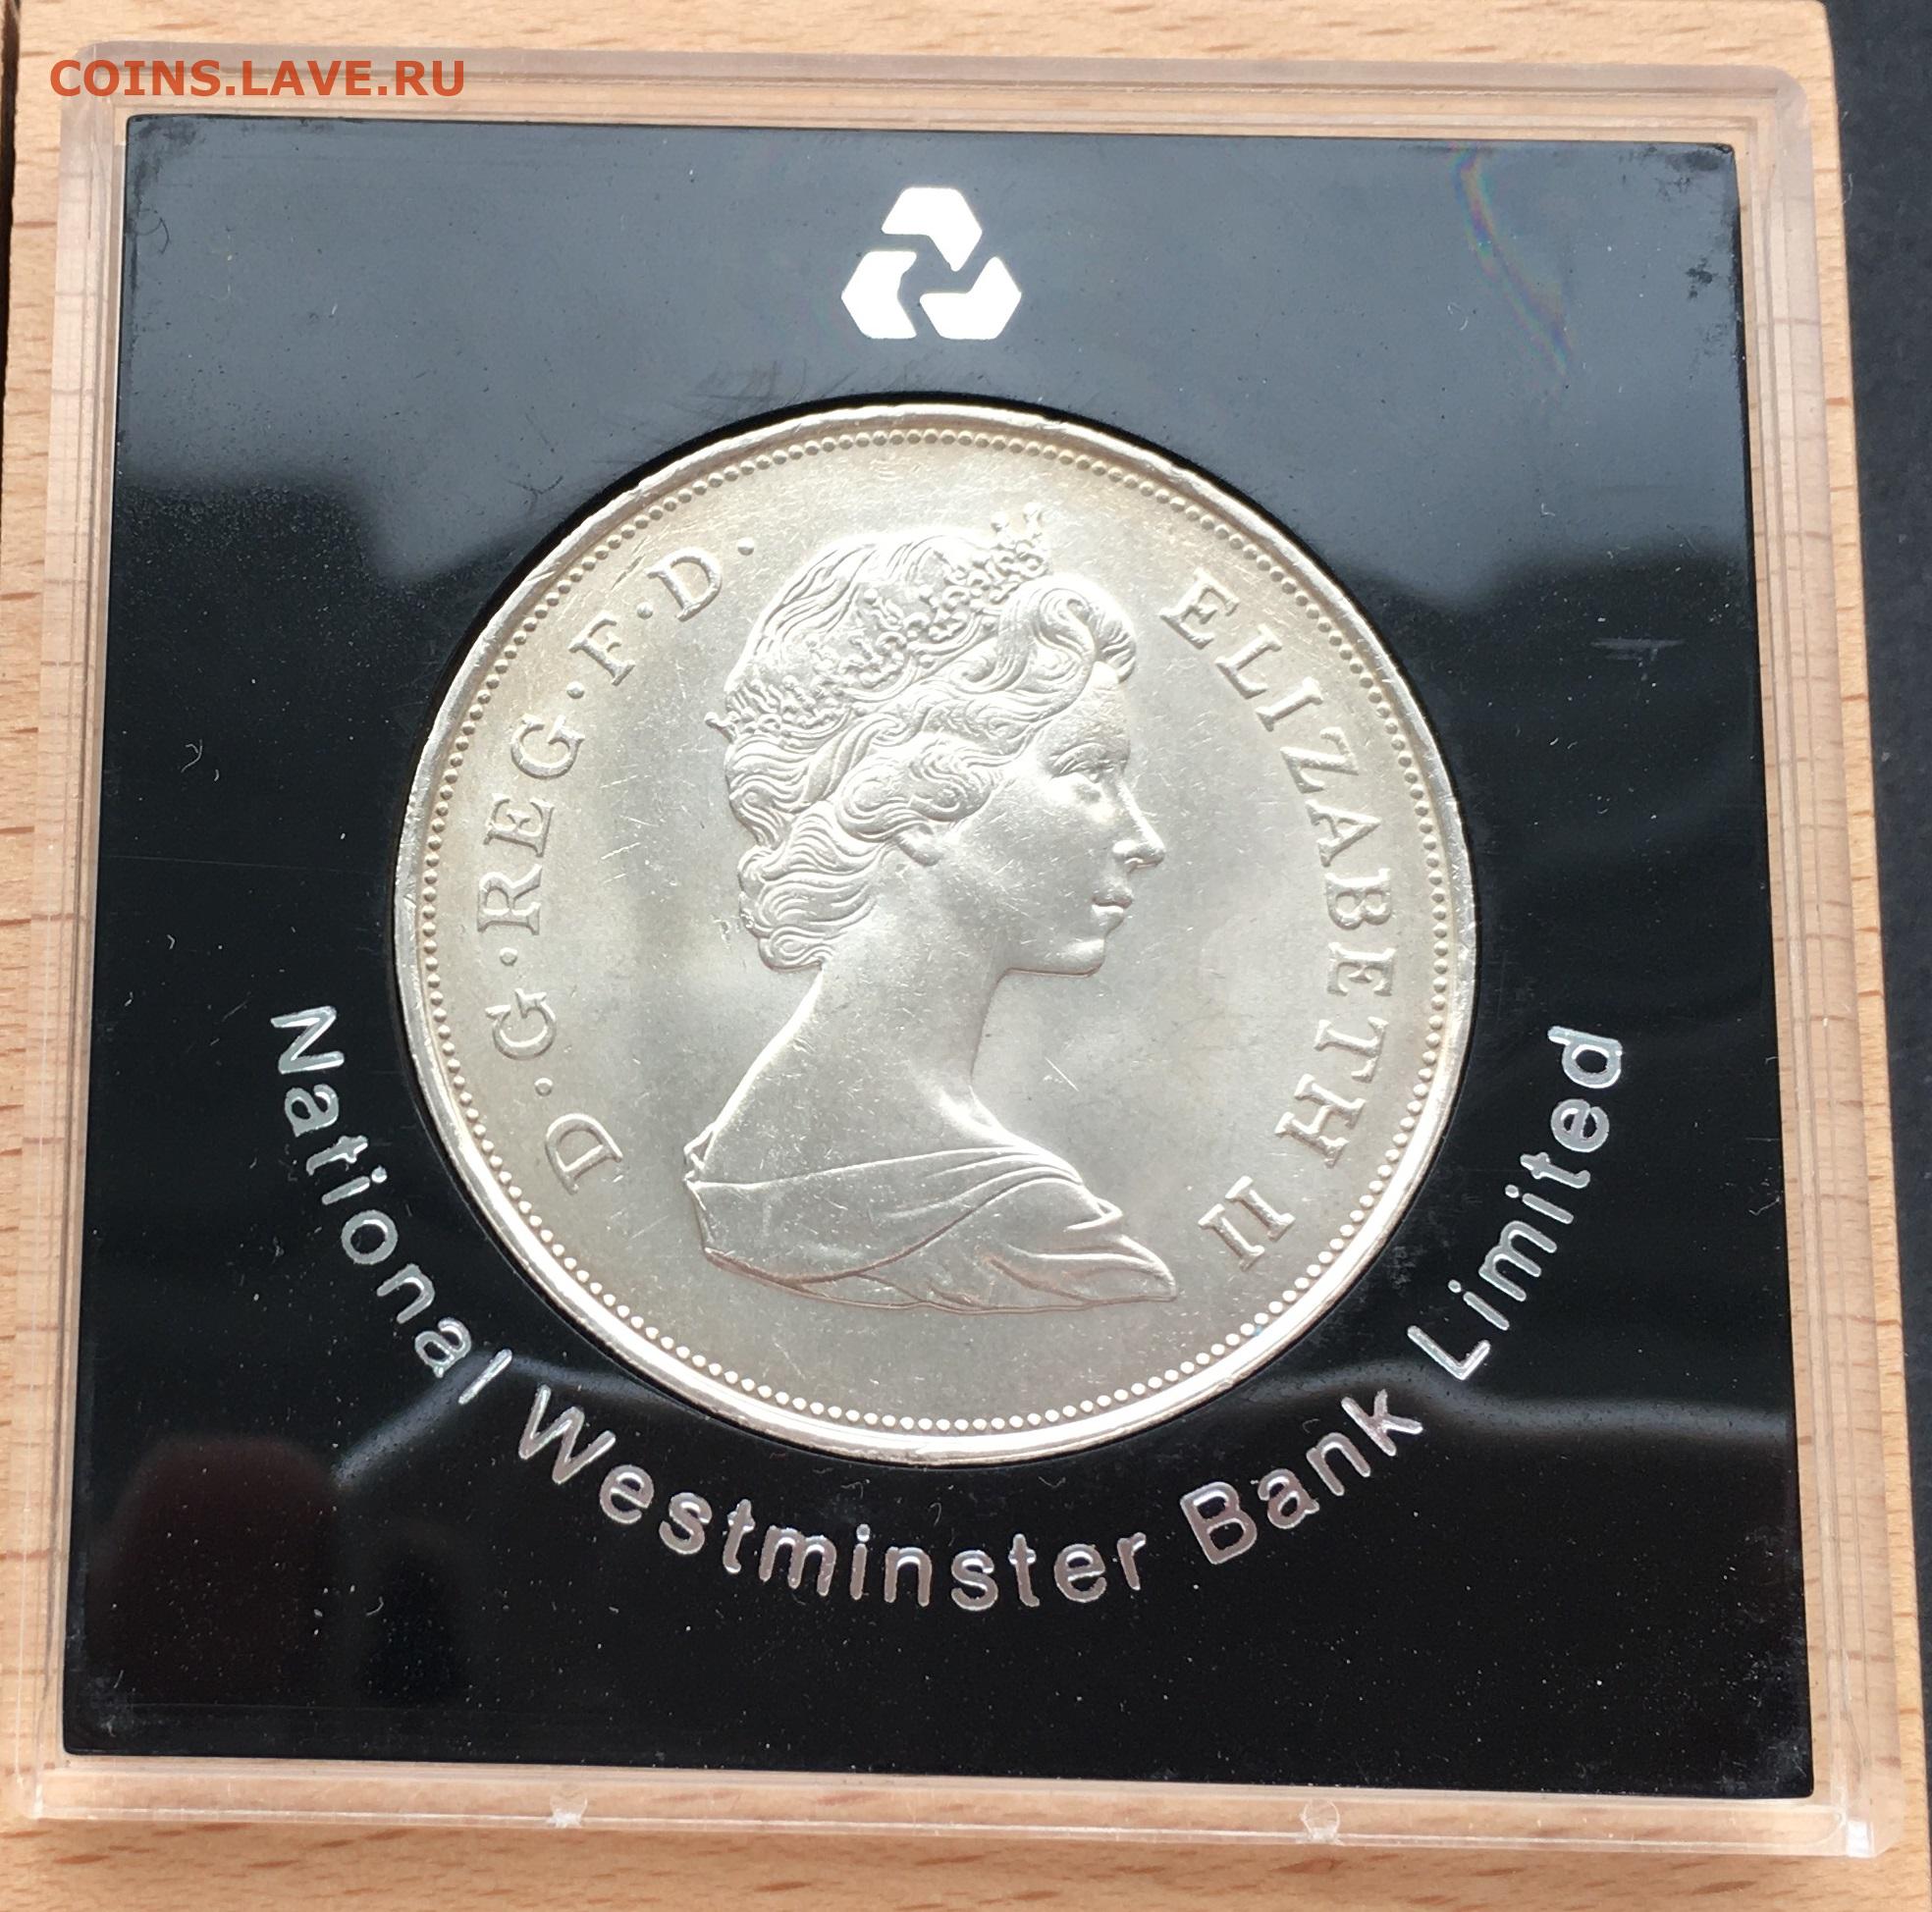 COINS.LAVE.RU
D·G·REG·F·D· ELIZABETH II
National Westminster Bank Limited